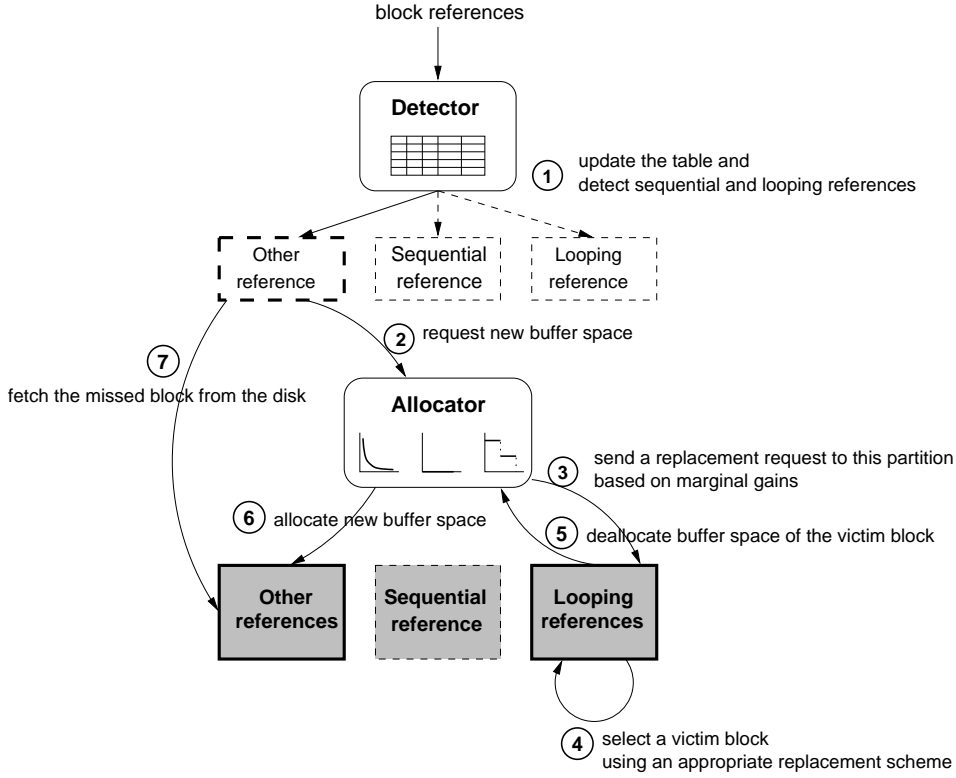 block references
Detector
1
update the table and
detect sequential and looping references
Other
reference
Sequential
reference
Looping
reference
2
request new buffer space
7
fetch the missed block from the disk
Allocator
3
send a replacement request to this partition
based on marginal gains
6
allocate new buffer space
5
deallocate buffer space of the victim block
Other
references
Sequential
reference
Looping
references
4
select a victim block
using an appropriate replacement scheme